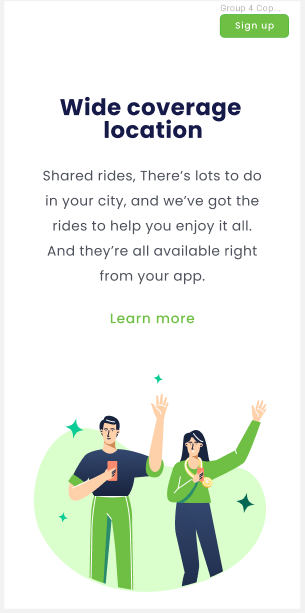 Group 4 Cop...
Sign up
Wide coverage
location
Shared rides, There's lots to do
in your city, and we've got the
rides to help you enjoy it all.
And they're all available right
from your app.
Learn more